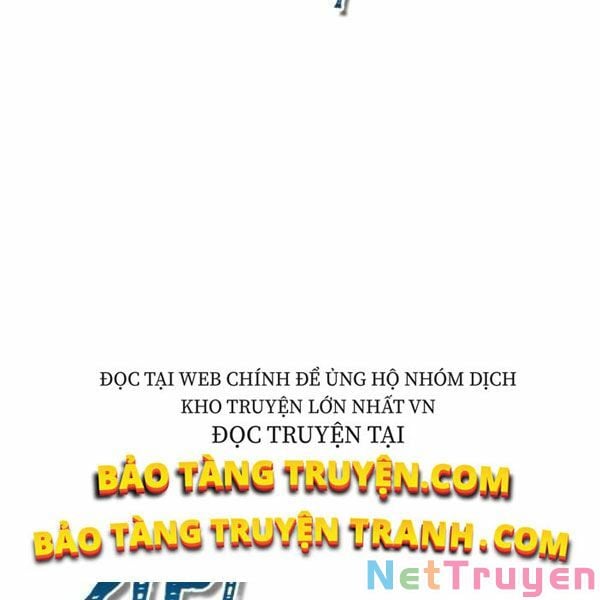 ĐỌC TẠI WEB CHÍNH ĐỂ ỦNG HỘ NHÓM DỊCH
KHO TRUYỆN LỚN NHẤT VN
ĐỌC TRUYỆN TẠI
BẢO TÀNG TRUYỆN.COM
BẢO TÀNG TRUYỆN TRANH.COM
NetTruyen